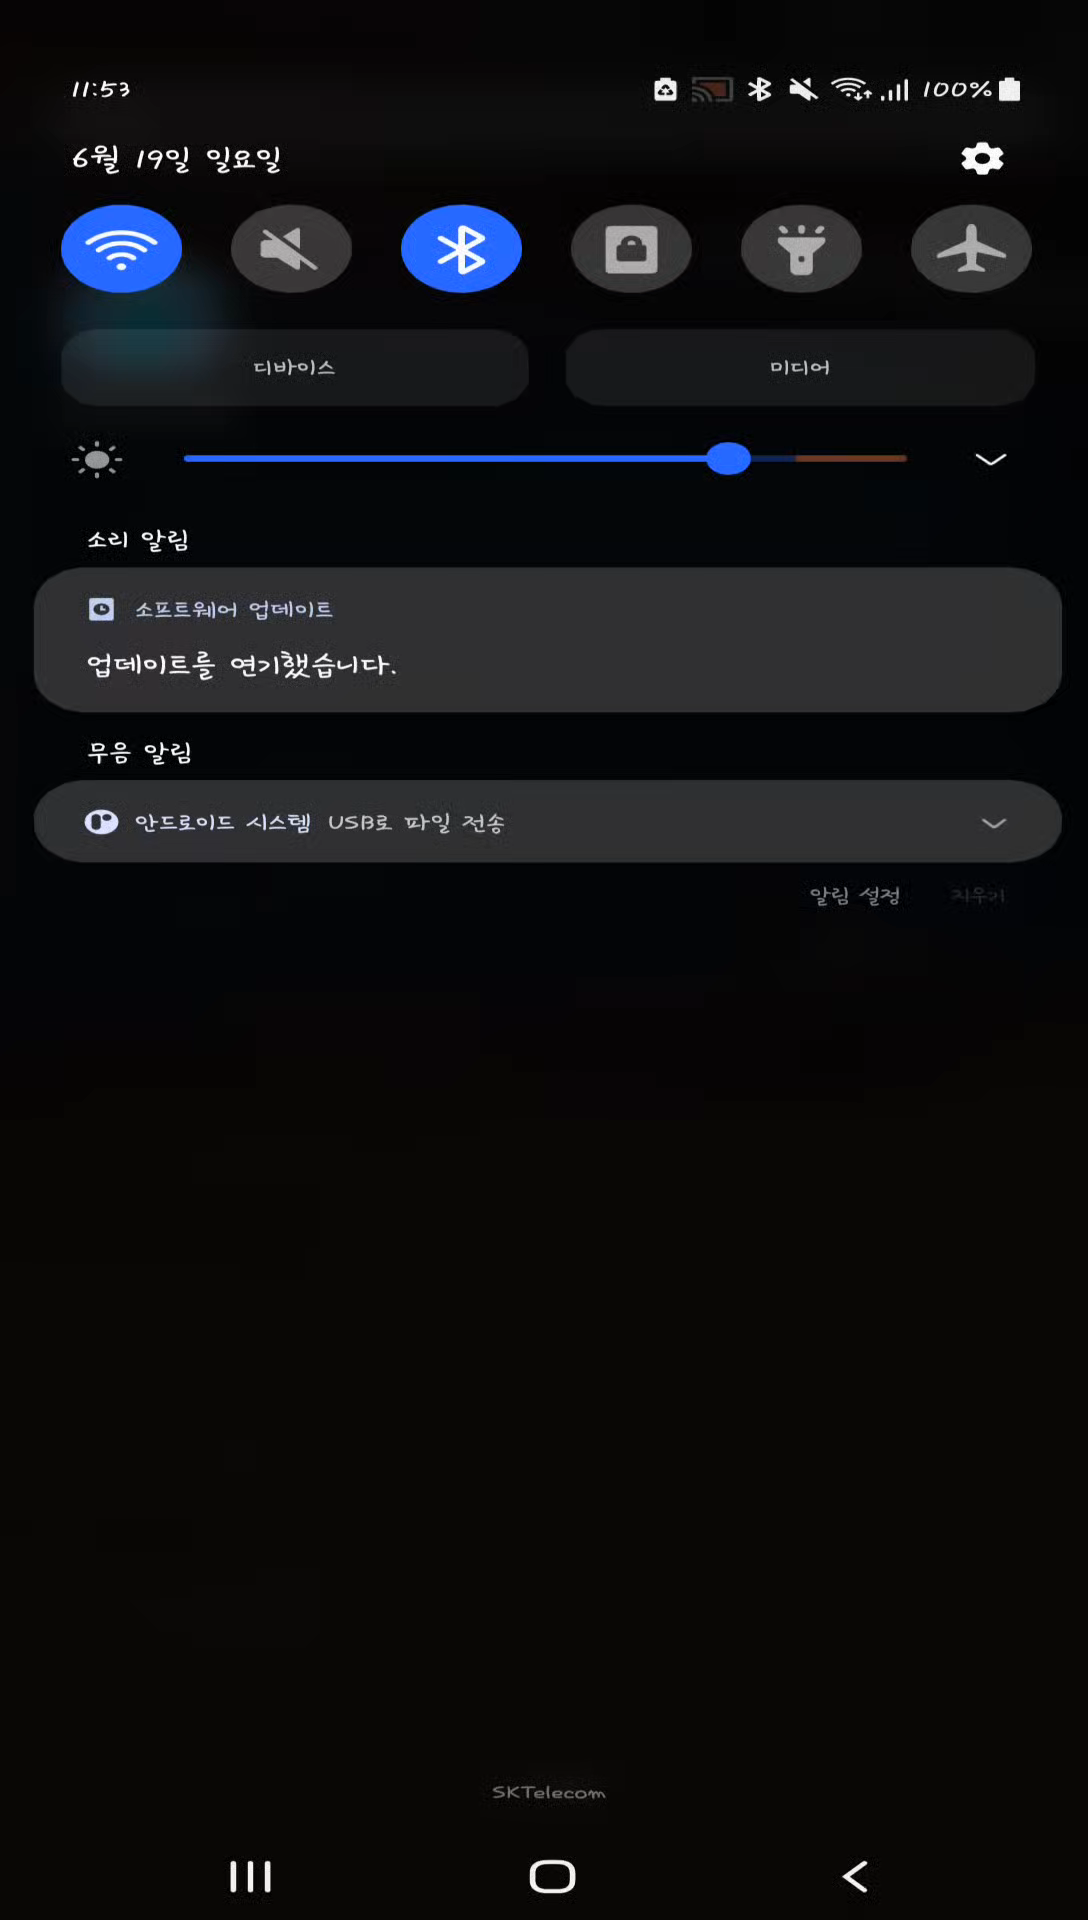 11:53
100%
6월 19일 일요일
디바이스
미디어
소리 알림
소프트웨어 업데이트
업데이트를 연기했습니다.
무음 알림
안드로이드 시스템 USB로 파일 전송
알림 설정
지우기
SKTelecom